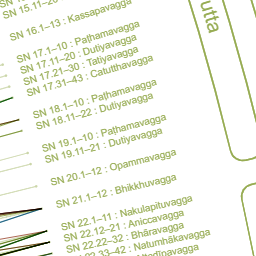 SN 15.11–20
SN 16.1–13 : Kassapavagga
SN 17.1–10 : Paṭhamavagga
SN 17.11–20 : Dutiyavagga
SN 17.21–30 : Tatiyavagga
SN 17.31–43 : Catutthavagga
SN 18.1–10 : Paṭhamavagga
SN 18.11–22 : Dutiyavagga
SN 19.1–10 : Paṭhamavagga
SN 19.11–21 : Dutiyavagga
SN 20.1–12 : Opammavagga
SN 21.1–12 : Bhikkhuvagga
SN 22.1–11 : Nakulapituvagga
SN 22.12–21 : Aniccavagga
SN 22.22–32 : Bhāravagga
22.33–42 : Natumhākavagga
utta